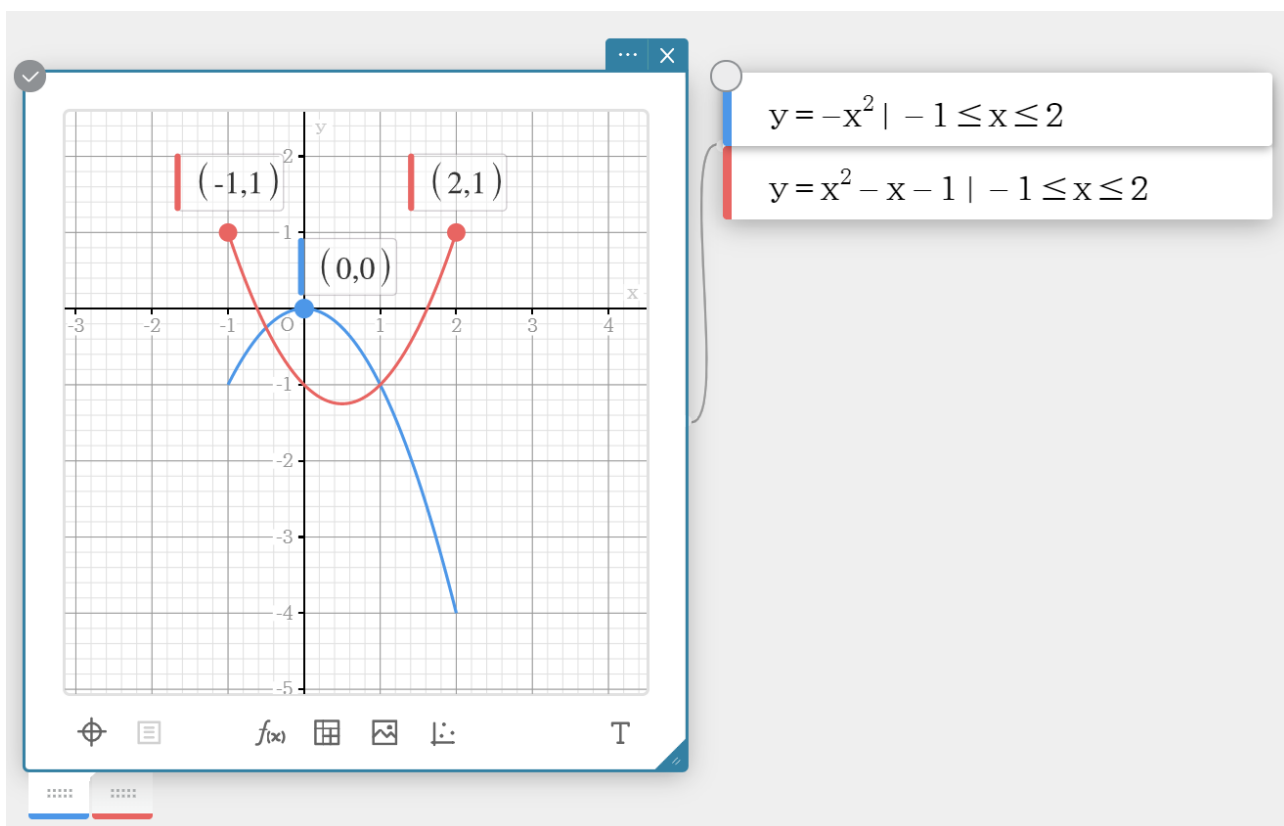 ... ×
y=−x²| −1≤x≤2
y=x²−x−1| −1≤x≤2
y
2
(-1,1) (2,1)
1
(0,0)
x
-3 -2 -1 O 1 2 3 4
-1
-2
-3
-4
-5
f(x) T